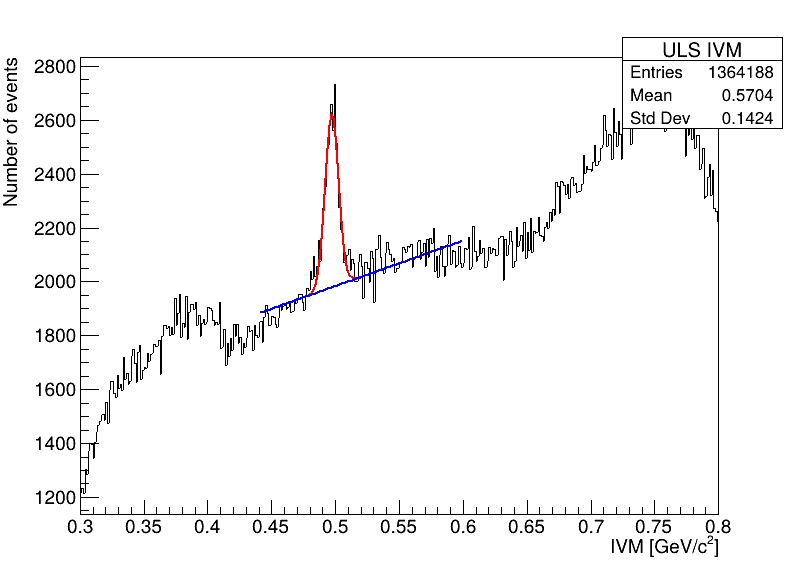 ULS IVM
Entries 1364188
Mean 0.5704
Std Dev 0.1424
Number of events
2800
2600
2400
2200
2000
1800
1600
1400
1200
0.3 0.35 0.4 0.45 0.5 0.55 0.6 0.65 0.7 0.75 0.8
IVM [GeV/c²]